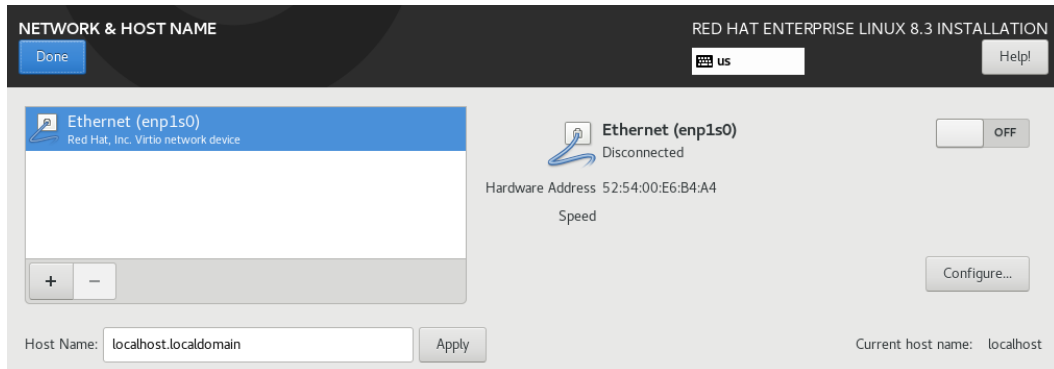 NETWORK & HOST NAME
RED HAT ENTERPRISE LINUX 8.3 INSTALLATION
Done
us
Help!
Ethernet (enp1s0)
Red Hat, Inc. Virtio network device
Ethernet (enp1s0)
Disconnected
OFF
Hardware Address 52:54:00:E6:B4:A4
Speed
+ −
Configure...
Host Name: localhost.localdomain Apply
Current host name: localhost